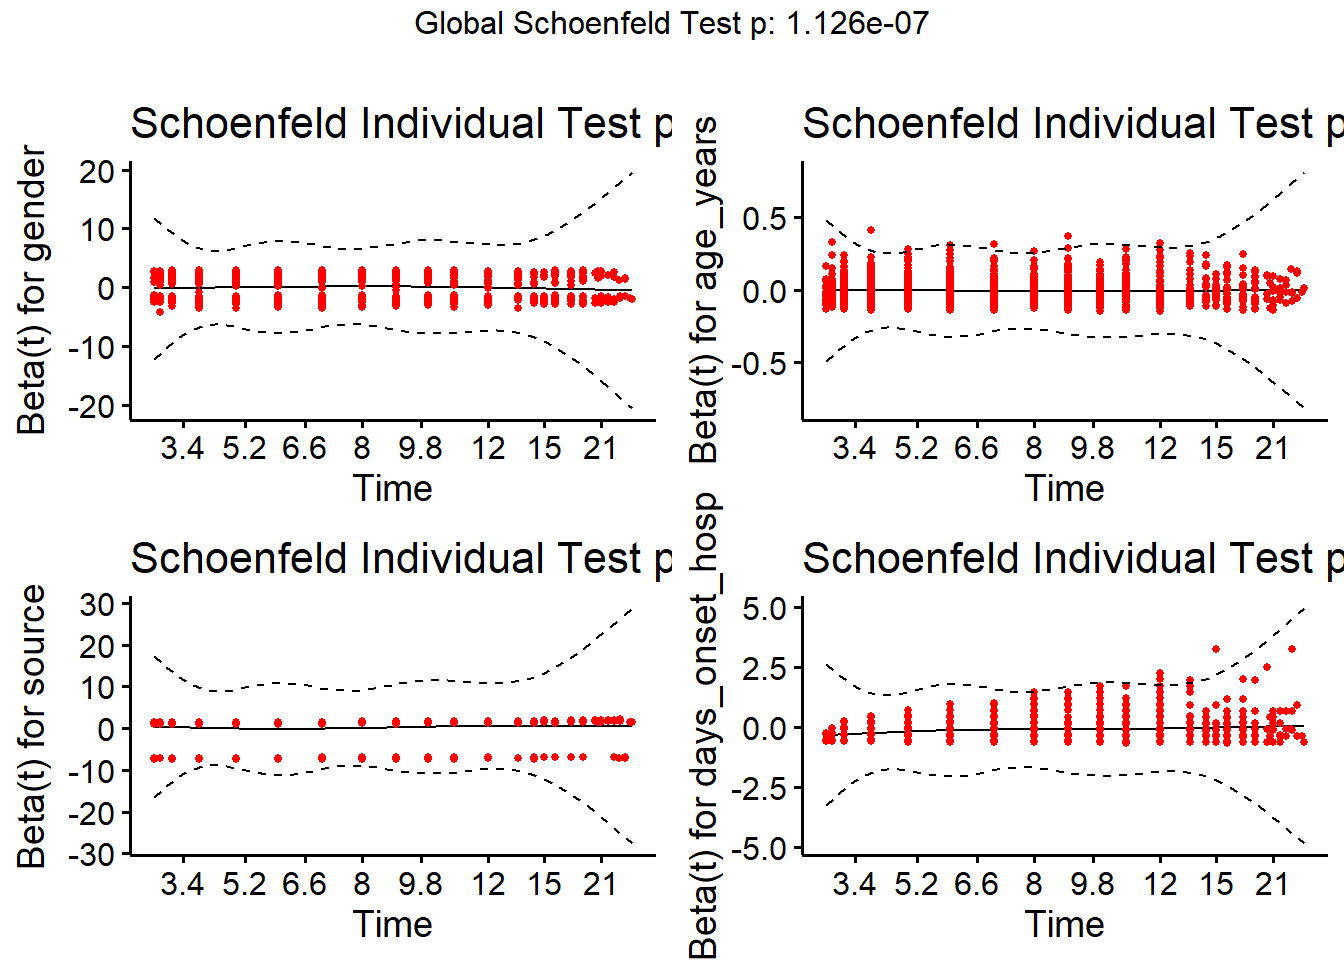 Global Schoenfeld Test p: 1.126e-07
Schoenfeld Individual Test p
Beta(t) for gender
20
10
0
-10
-20
3.4 5.2 6.6 8 9.8 12 15 21
Time
Schoenfeld Individual Test p
Beta(t) for age_years
0.5
0.0
-0.5
3.4 5.2 6.6 8 9.8 12 15 21
Time
Schoenfeld Individual Test p
Beta(t) for source
30
20
10
0
-10
-20
-30
3.4 5.2 6.6 8 9.8 12 15 21
Time
Schoenfeld Individual Test p
Beta(t) for days_onset_hosp
5.0
2.5
0.0
-2.5
-5.0
3.4 5.2 6.6 8 9.8 12 15 21
Time